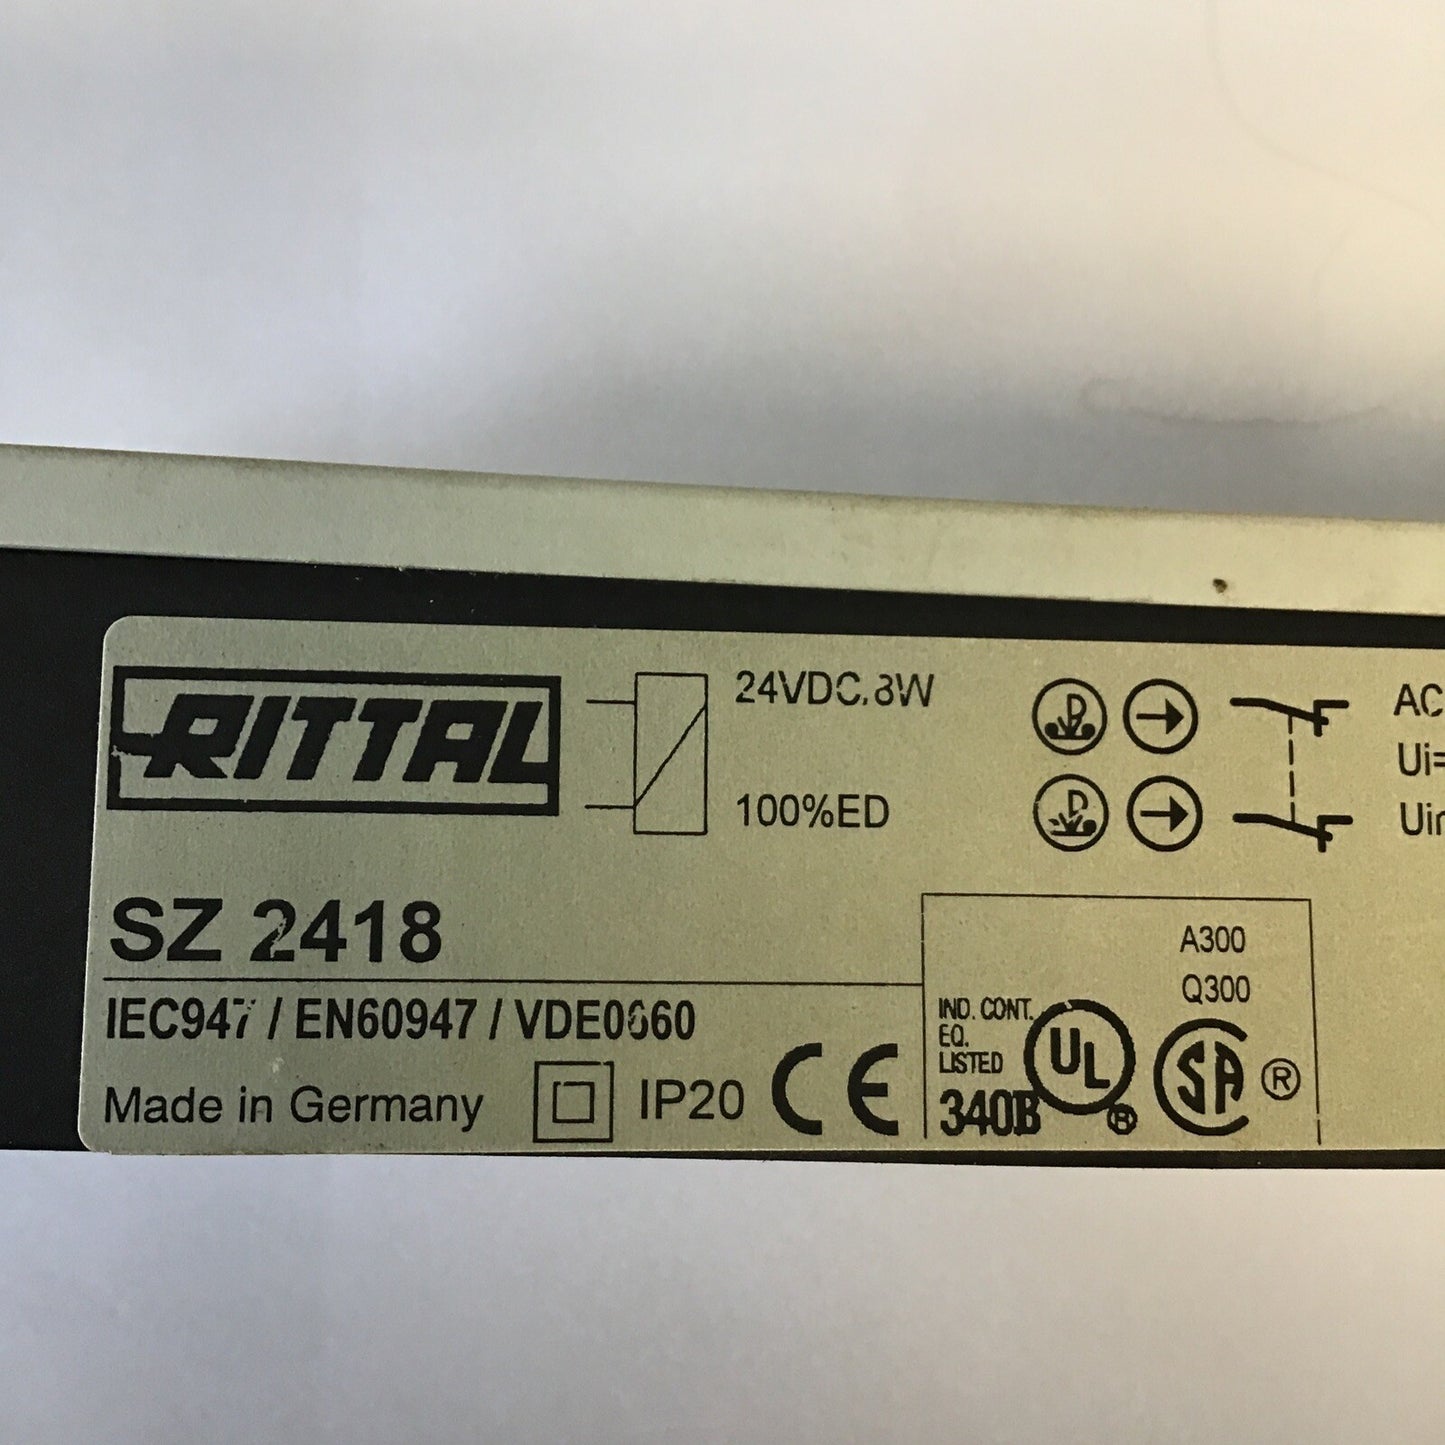 RITTAL
24VDC, 8W
100%ED
AC
Ui=
SZ 2418
IEC947 / EN60947 / VDE0660
Made in Germany
IP20
CE
A300
Q300
IND. CONT.
EQ.
LISTED
340B
UL ®
SA ®